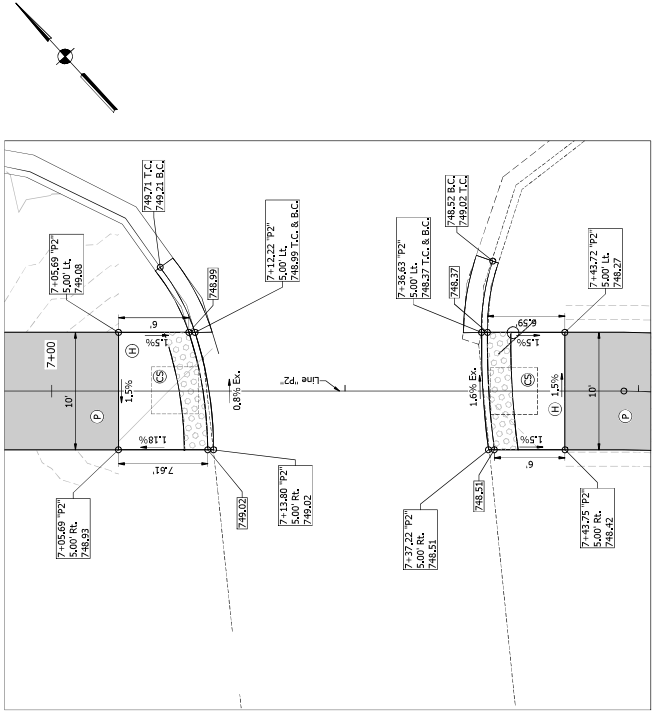 749.71 T.C.
749.21 B.C.
748.52 B.C.
749.02 T.C.
7+05.69 "P2"
5.00' Lt.
749.08
7+12.22 "P2"
5.00' Lt.
748.99 T.C. & B.C.
7+36.63 "P2"
5.00' Lt.
748.37 T.C. & B.C.
7+43.72 "P2"
5.00' Lt.
748.27
748.99
748.37
6'
6.59
7+00
1.5%
H
1.5%
CS
CS
10'
1.5%
0.8% Ex.
Line "P2"
1.6% Ex.
1.5%
10'
P
H
P
1.18%
1.5%
7.61'
6'
7+05.69 "P2"
5.00' Rt.
748.93
749.02
7+13.80 "P2"
5.00' Rt.
749.02
7+37.22 "P2"
5.00' Rt.
748.51
748.51
7+43.75 "P2"
5.00' Rt.
748.42